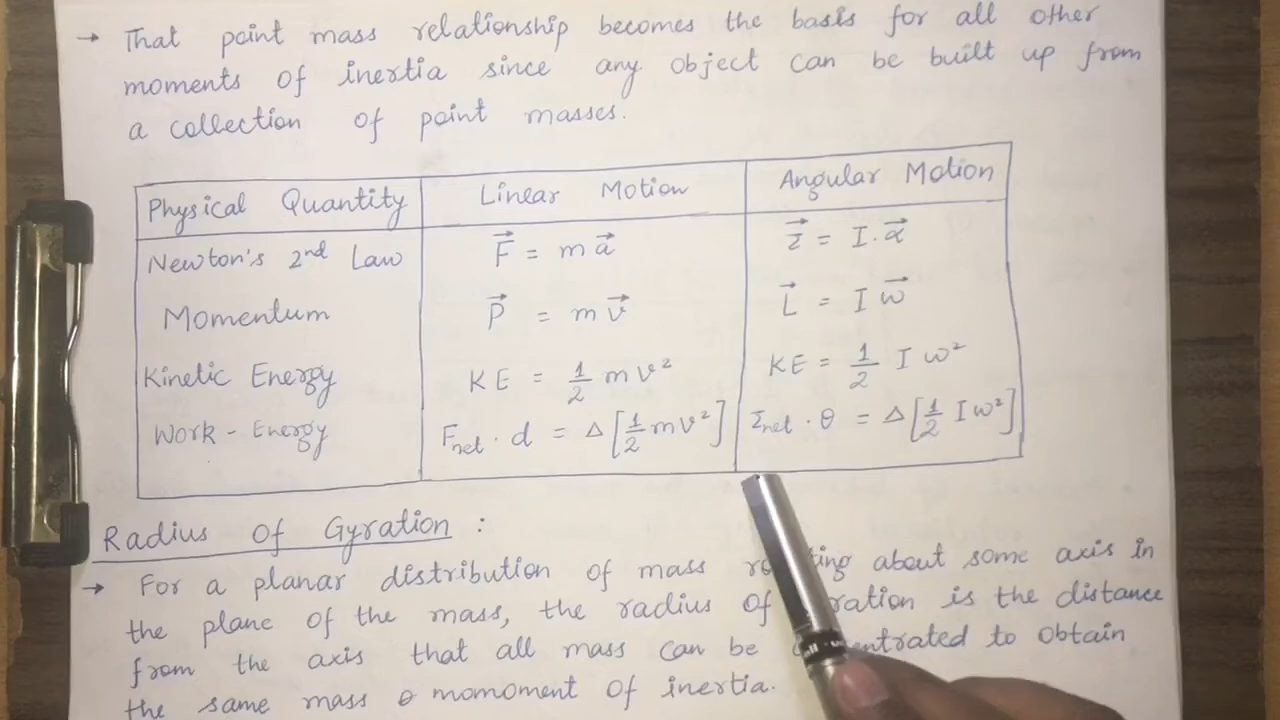 → That point mass relationship becomes the basis for all other
moments of inertia since any object can be built up from
a collection of point masses.
Physical Quantity Linear Motion Angular Motion
Newton's 2nd Law F⃗ = m a⃗ τ⃗ = I.α⃗
Momentum P⃗ = m v⃗ L⃗ = I ω⃗
Kinetic Energy KE = 1/2 m v² KE = 1/2 I ω²
Work - Energy Fnet . d = Δ[1/2 mv²] τnet . θ = Δ[1/2 Iω²]
Radius Of Gyration :
→ For a planar distribution of mass about some axis in
the plane of the mass, the radius of is the distance
from the axis that all mass can be to obtain
the same mass momoment of inertia.